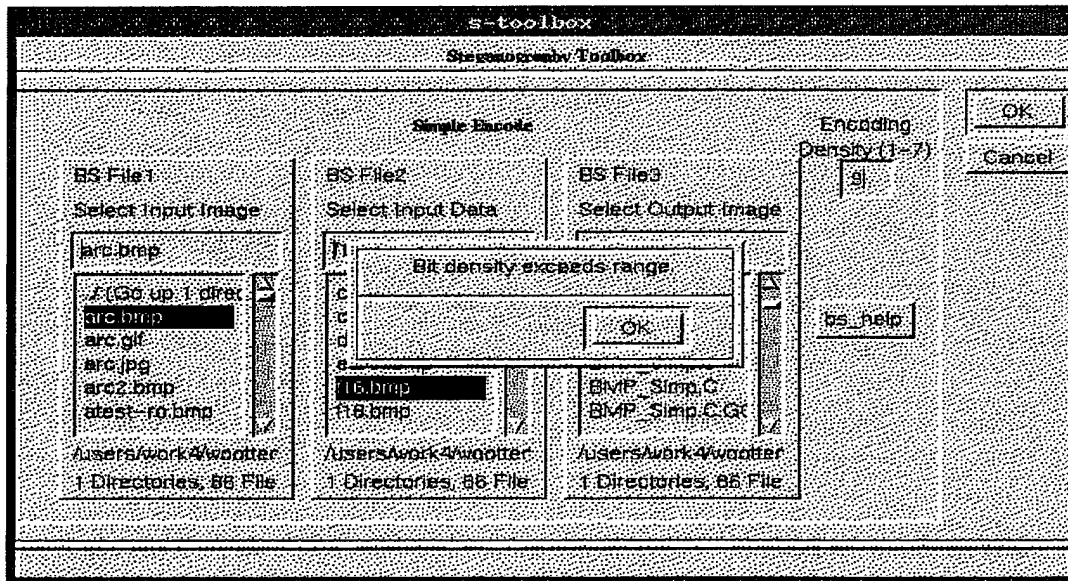 s-toolbox
Steganography Toolbox
Simple Encode
Encoding
Density (1-7)
9
OK
Cancel
BS File1
Select Input Image
arc.bmp
./(Go up 1 direc
arc.bmp
arc.gif
arc.jpg
arc2.bmp
atest-ro.bmp
/users/work4/wootter
1 Directories, 86 File
BS File2
Select Input Data
f16.bmp
f18.bmp
/users/work4/wootter
1 Directories, 86 File
BS File3
Select Output Image
BMP_Simp.C
BMP_Simp.C.G
/users/work4/wootter
1 Directories, 86 File
Bit density exceeds range.
OK
bs_help